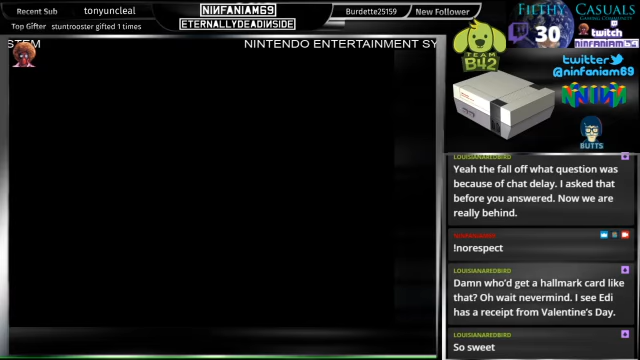 Recent Sub
tonyuncleal
NINFANIAM69
ETERNALLYDEADINSIDE
Burdette25159
New Follower
Top Gifter
stuntrooster gifted 1 times
STEM
NINTENDO ENTERTAINMENT SY
FILTHY CASUALS
GAMING COMMUNITY
30
twitch
NINFANIAM69
TEAM
B42
twitter
@ninfaniam69
BUTTS
LOUISIANAREDBIRD
Yeah the fall off what question was
because of chat delay. I asked that
before you answered. Now we are
really behind.
NINFANIAM69
!norespect
LOUISIANAREDBIRD
Damn who'd get a hallmark card like
that? Oh wait nevermind. I see Edi
has a receipt from Valentine's Day.
LOUISIANAREDBIRD
So sweet